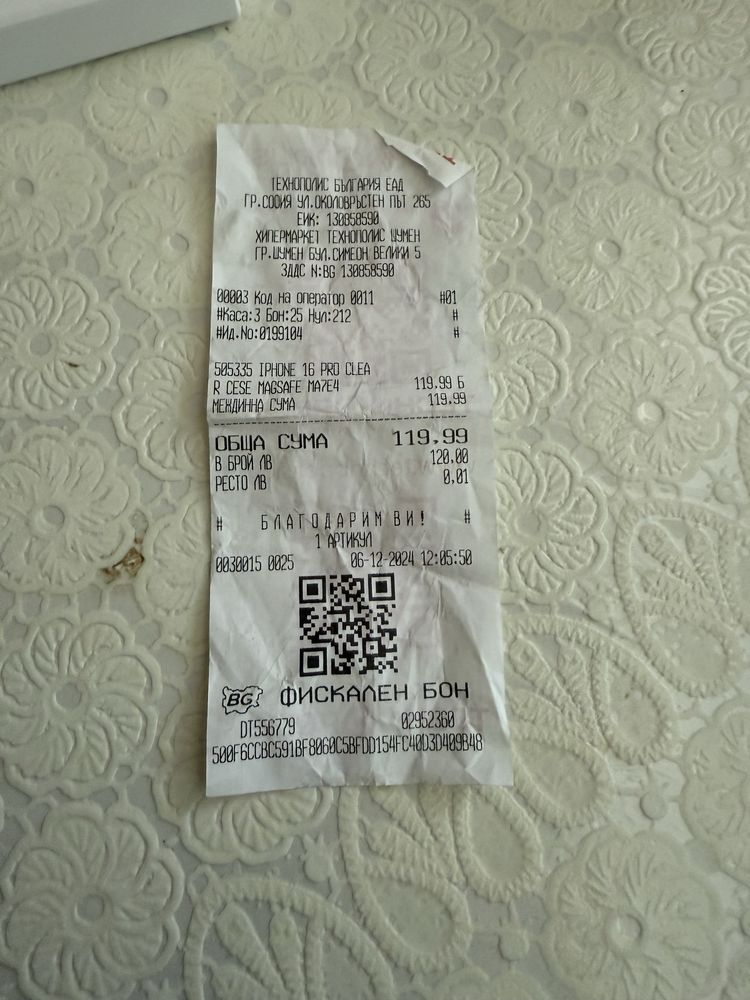 ТЕХНОПОЛИС БЪЛГАРИЯ ЕАД
ГР.СОФИЯ УЛ.ОКОЛОВРЪСТЕН ПЪТ 265
ЕИК: 130858590
ХИПЕРМАРКЕТ ТЕХНОПОЛИС ШУМЕН
ГР.ШУМЕН БУЛ.СИМЕОН ВЕЛИКИ 5
ЗДДС N:BG 130858590
00003 Код на оператор 0011 #01
#Каса:3 Бон:25 Нул:212 #
#Ид.No:0199104 #
505335 IPHONE 16 PRO CLEA
R CESE MAGSAFE MA7E4 119.99 Б
МЕЖДИННА СУМА 119.99
ОБЩА СУМА 119.99
В БРОЙ ЛВ 120.00
РЕСТО ЛВ 0.01
# БЛАГОДАРИМ ВИ! #
1 АРТИКУЛ
0030015 0025 06-12-2024 12:05:50
BG ФИСКАЛЕН БОН
DT556779 02952360
500F6CCBC591BF8060C5BFDD154FC40D3D409B48